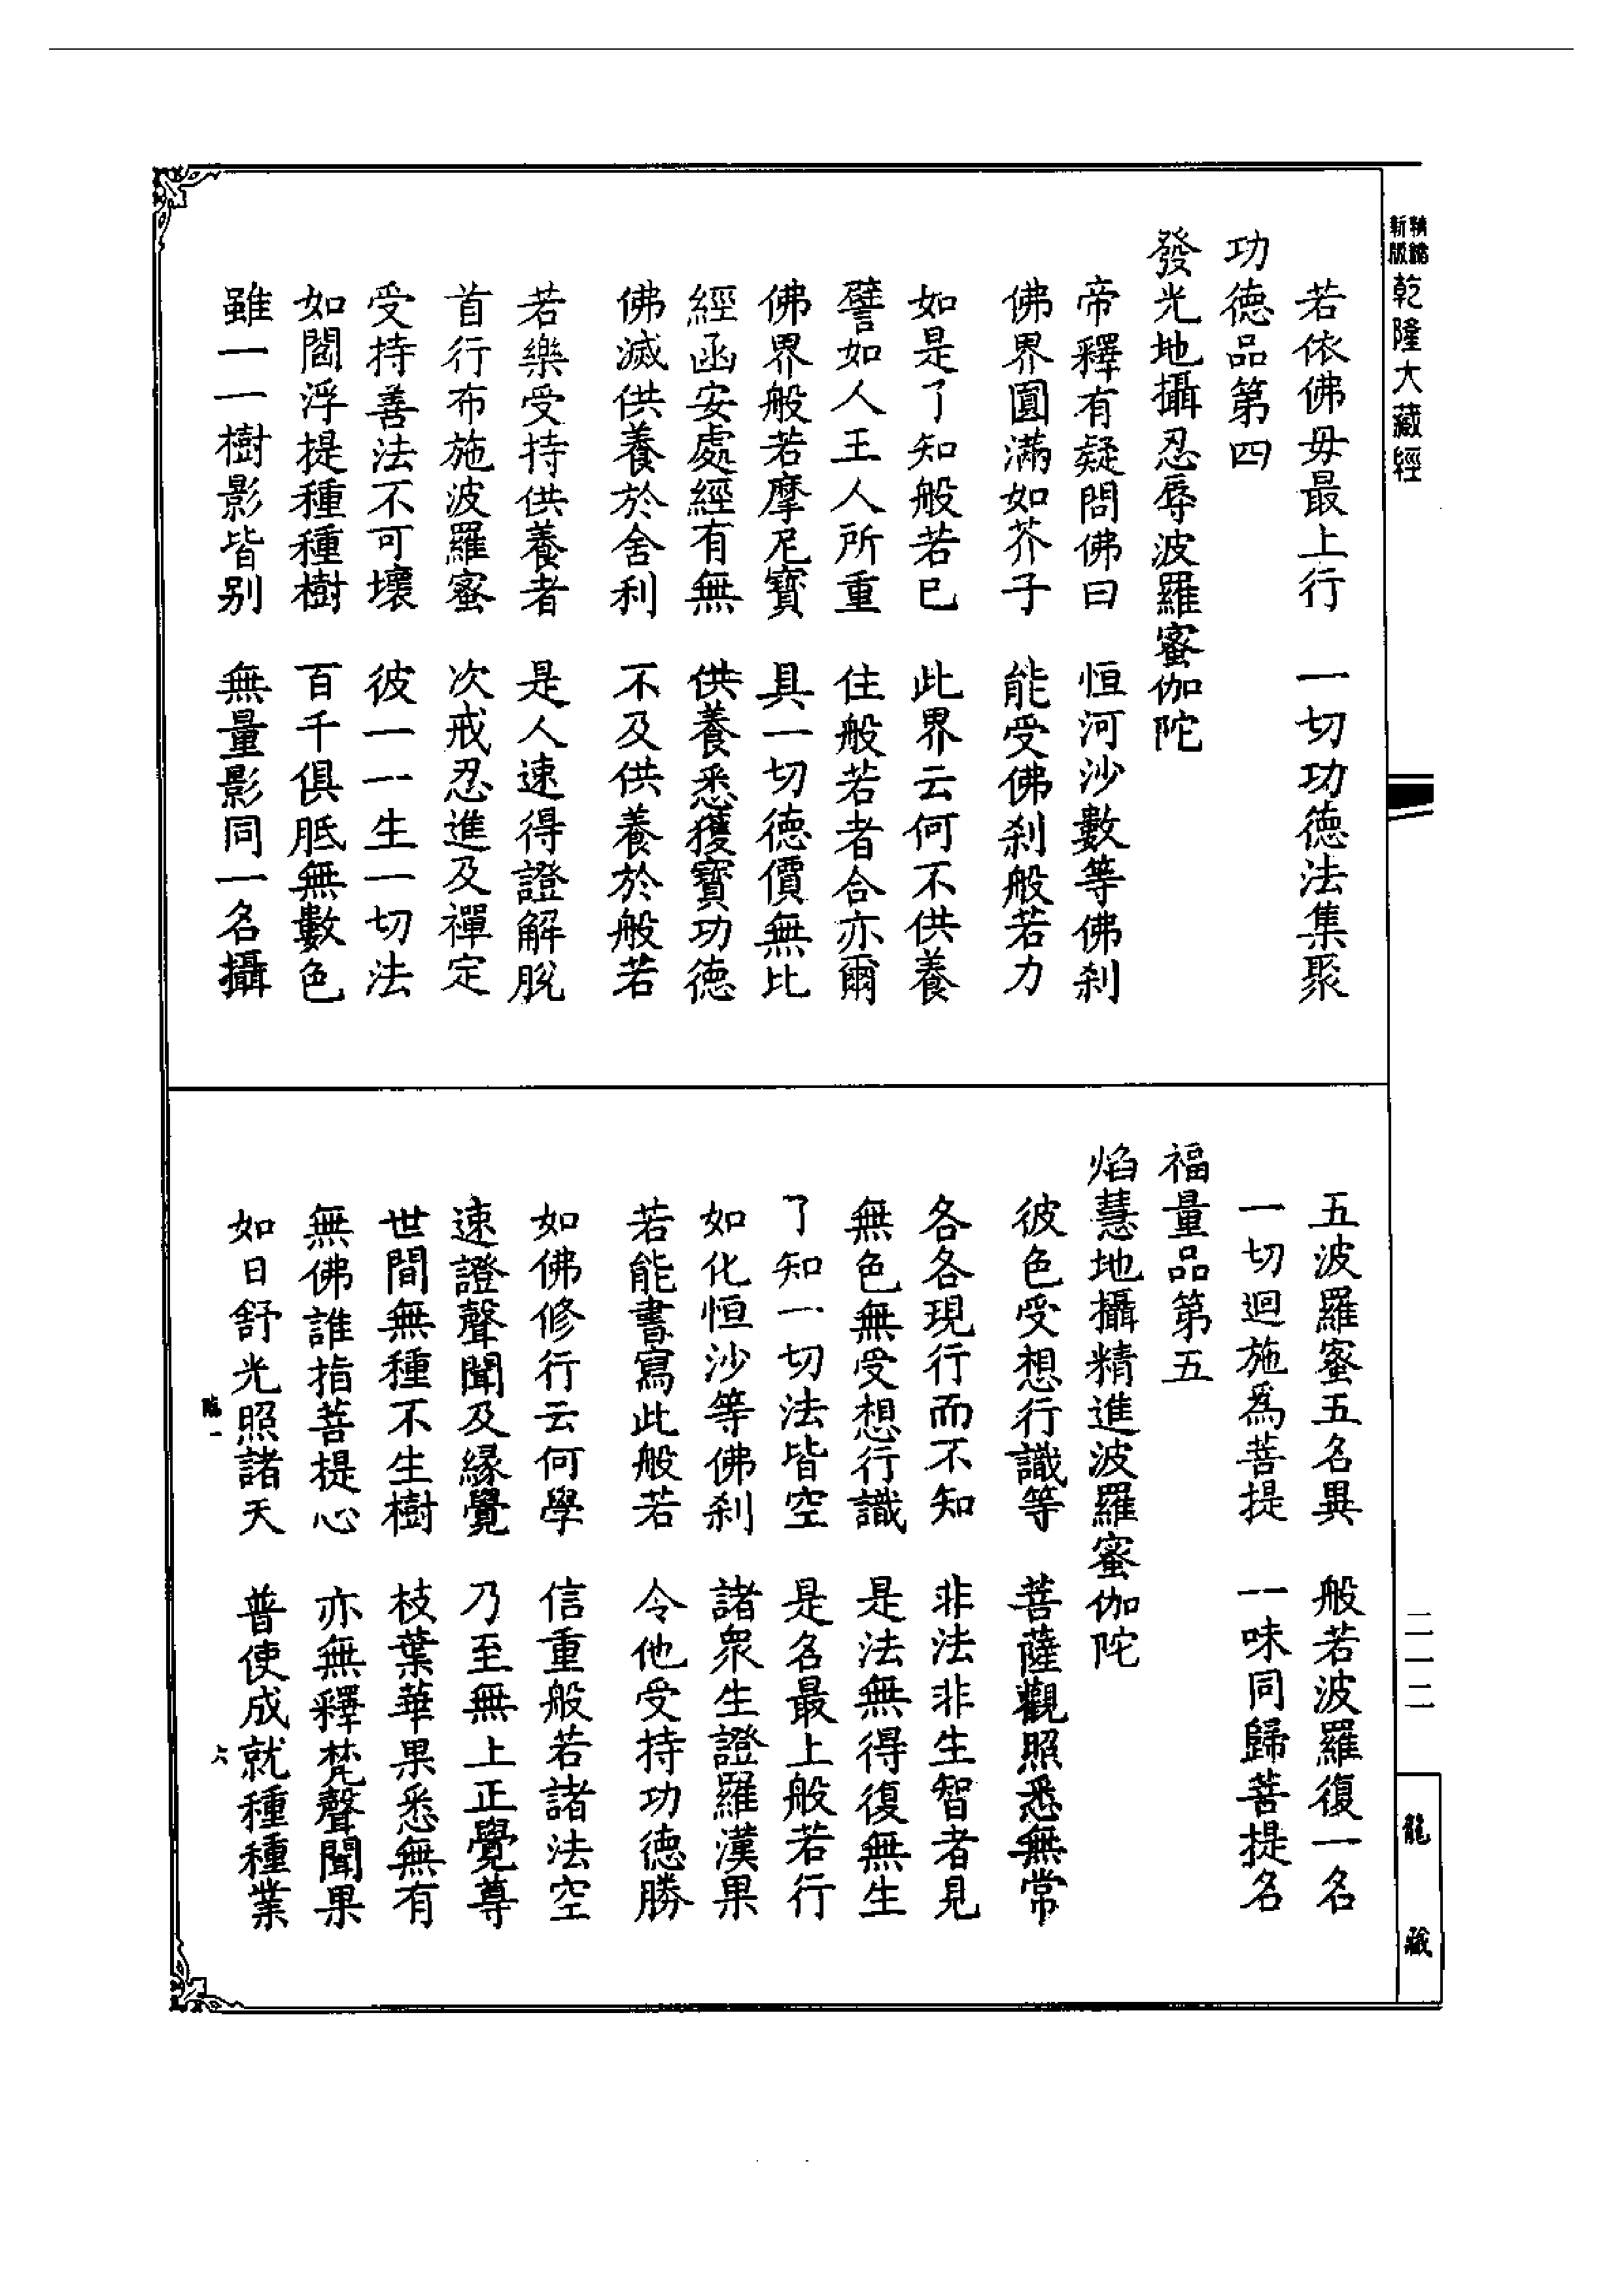 新版精縮乾隆大藏經
若依佛毋最上行　一切功德法集聚
功德品第四
發光地攝忍辱波羅蜜伽陀
帝釋有疑問佛曰　恒河沙數等佛剎
佛界圓滿如芥子　能受佛剎般若力
如是了知般若已　此界云何不供養
譬如人王人所重　住般若者合亦爾
佛界般若摩尼寳　具一切德價無比
經函安處經有無　供養悉獲寳功德
佛滅供養於舍利　不及供養於般若
若樂受持供養者　是人速得證解脫
首行布施波羅蜜　次戒忍進及禪定
受持善法不可壞　彼一一生一切法
如閻浮提種種樹　百千俱胝無數色
雖一一樹影皆別　無量影同一名攝
五波羅蜜五名異　般若波羅復一名
一切迴施爲菩提　一味同歸菩提名
福量品第五
焰慧地攝精進波羅蜜伽陀
彼色受想行識等　菩薩觀照悉無常
各各現行而不知　非法非生智者見
無色無受想行識　是法無得復無生
了知一切法皆空　是名最上般若行
如化恒沙等佛剎　諸衆生證羅漢果
若能書寫此般若　令他受持功德勝
如佛修行云何學　信重般若諸法空
速證聲聞及緣覺　乃至無上正覺尊
世間無種不生樹　枝葉華果悉無有
無佛誰指菩提心　亦無釋梵聲聞果
如日舒光照諸天　普使成就種種業
六
二一二
龍藏